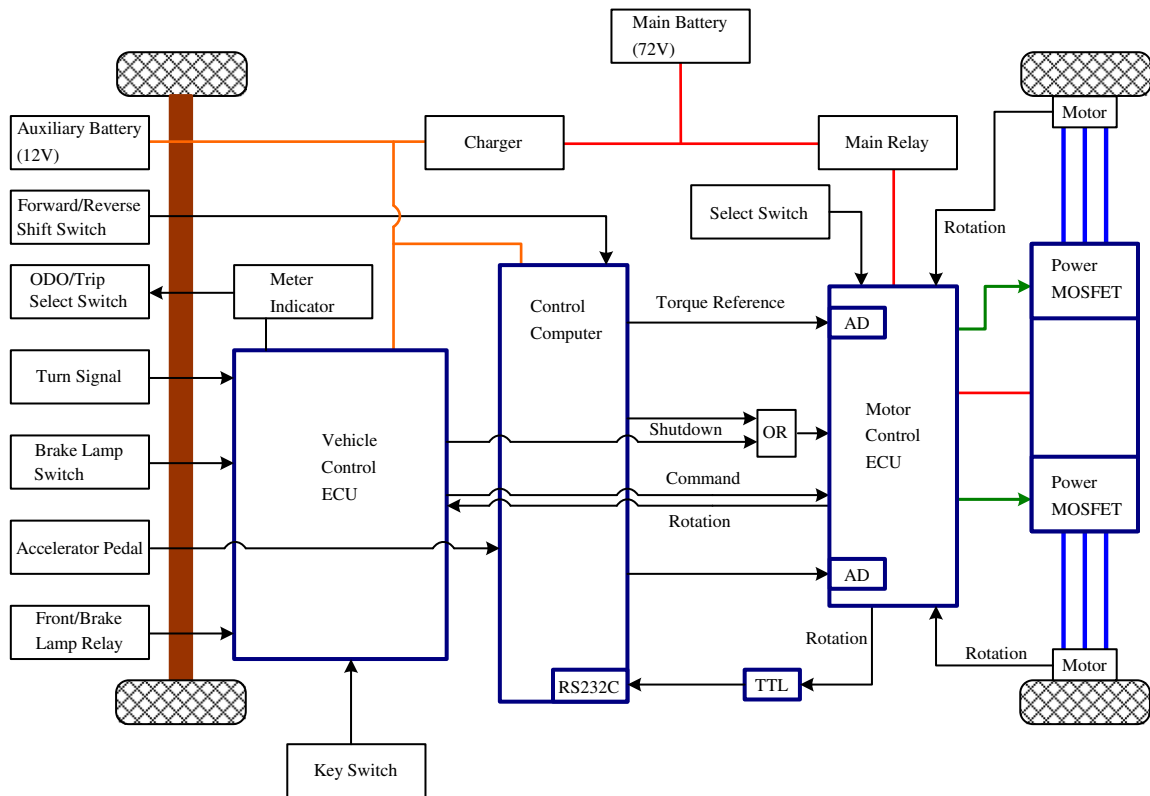 Main Battery
(72V)
Auxiliary Battery
(12V)
Charger
Main Relay
Motor
Forward/Reverse
Shift Switch
Select Switch
Rotation
ODO/Trip
Select Switch
Meter
Indicator
Control
Computer
Torque Reference
AD
Power
MOSFET
Turn Signal
Brake Lamp
Switch
Vehicle
Control
ECU
Shutdown
OR
Motor
Control
ECU
Command
Rotation
Power
MOSFET
Accelerator Pedal
AD
Front/Brake
Lamp Relay
Rotation
Rotation
Motor
RS232C
TTL
Key Switch